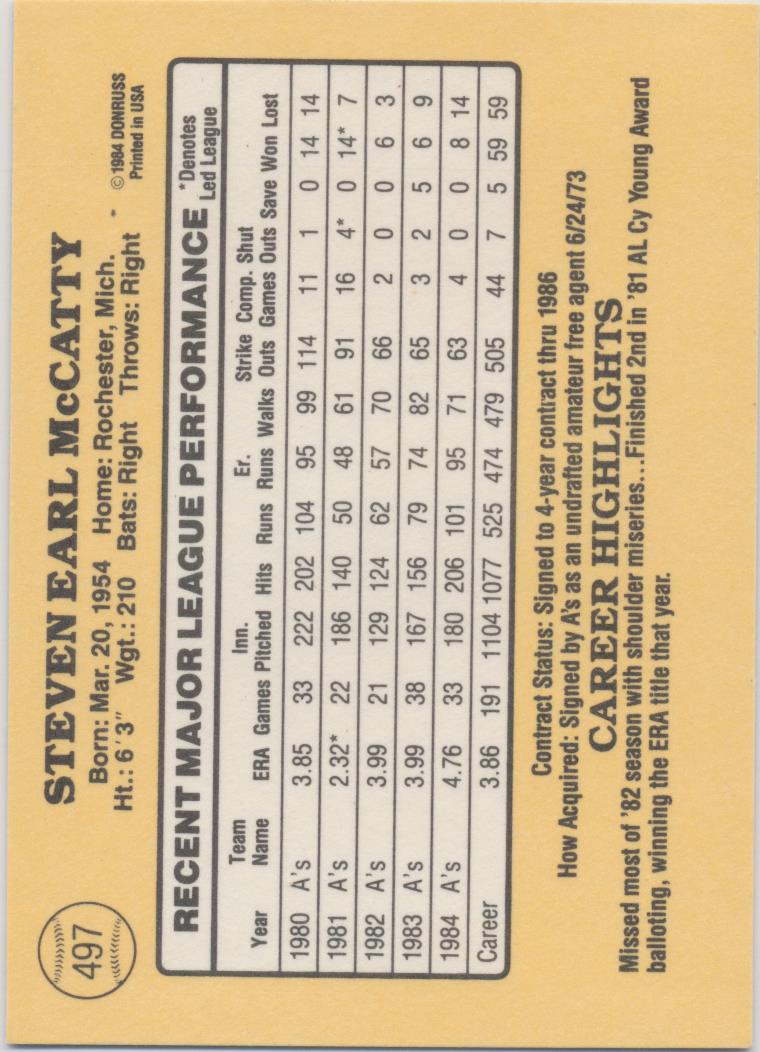 497
STEVEN EARL McCATTY
Born: Mar. 20, 1954 Home: Rochester, Mich. © 1984 DONRUSS
Ht.: 6' 3" Wgt.: 210 Bats: Right Throws: Right Printed in USA
RECENT MAJOR LEAGUE PERFORMANCE *Denotes
Led League
Team Inn. Er. Strike Comp. Shut
Year Name ERA Games Pitched Hits Runs Runs Walks Outs Games Outs Save Won Lost
1980 A's 3.85 33 222 202 104 95 99 114 11 1 0 14 14
1981 A's 2.32* 22 186 140 50 48 61 91 16 4* 0 14* 7
1982 A's 3.99 21 129 124 62 57 70 66 2 0 0 6 3
1983 A's 3.99 38 167 156 79 74 82 65 3 2 5 6 9
1984 A's 4.76 33 180 206 101 95 71 63 4 0 0 8 14
Career 3.86 191 1104 1077 525 474 479 505 44 7 5 59 59
Contract Status: Signed to 4-year contract thru 1986
How Acquired: Signed by A's as an undrafted amateur free agent 6/24/73
CAREER HIGHLIGHTS
Missed most of '82 season with shoulder miseries...Finished 2nd in '81 AL Cy Young Award
balloting, winning the ERA title that year.